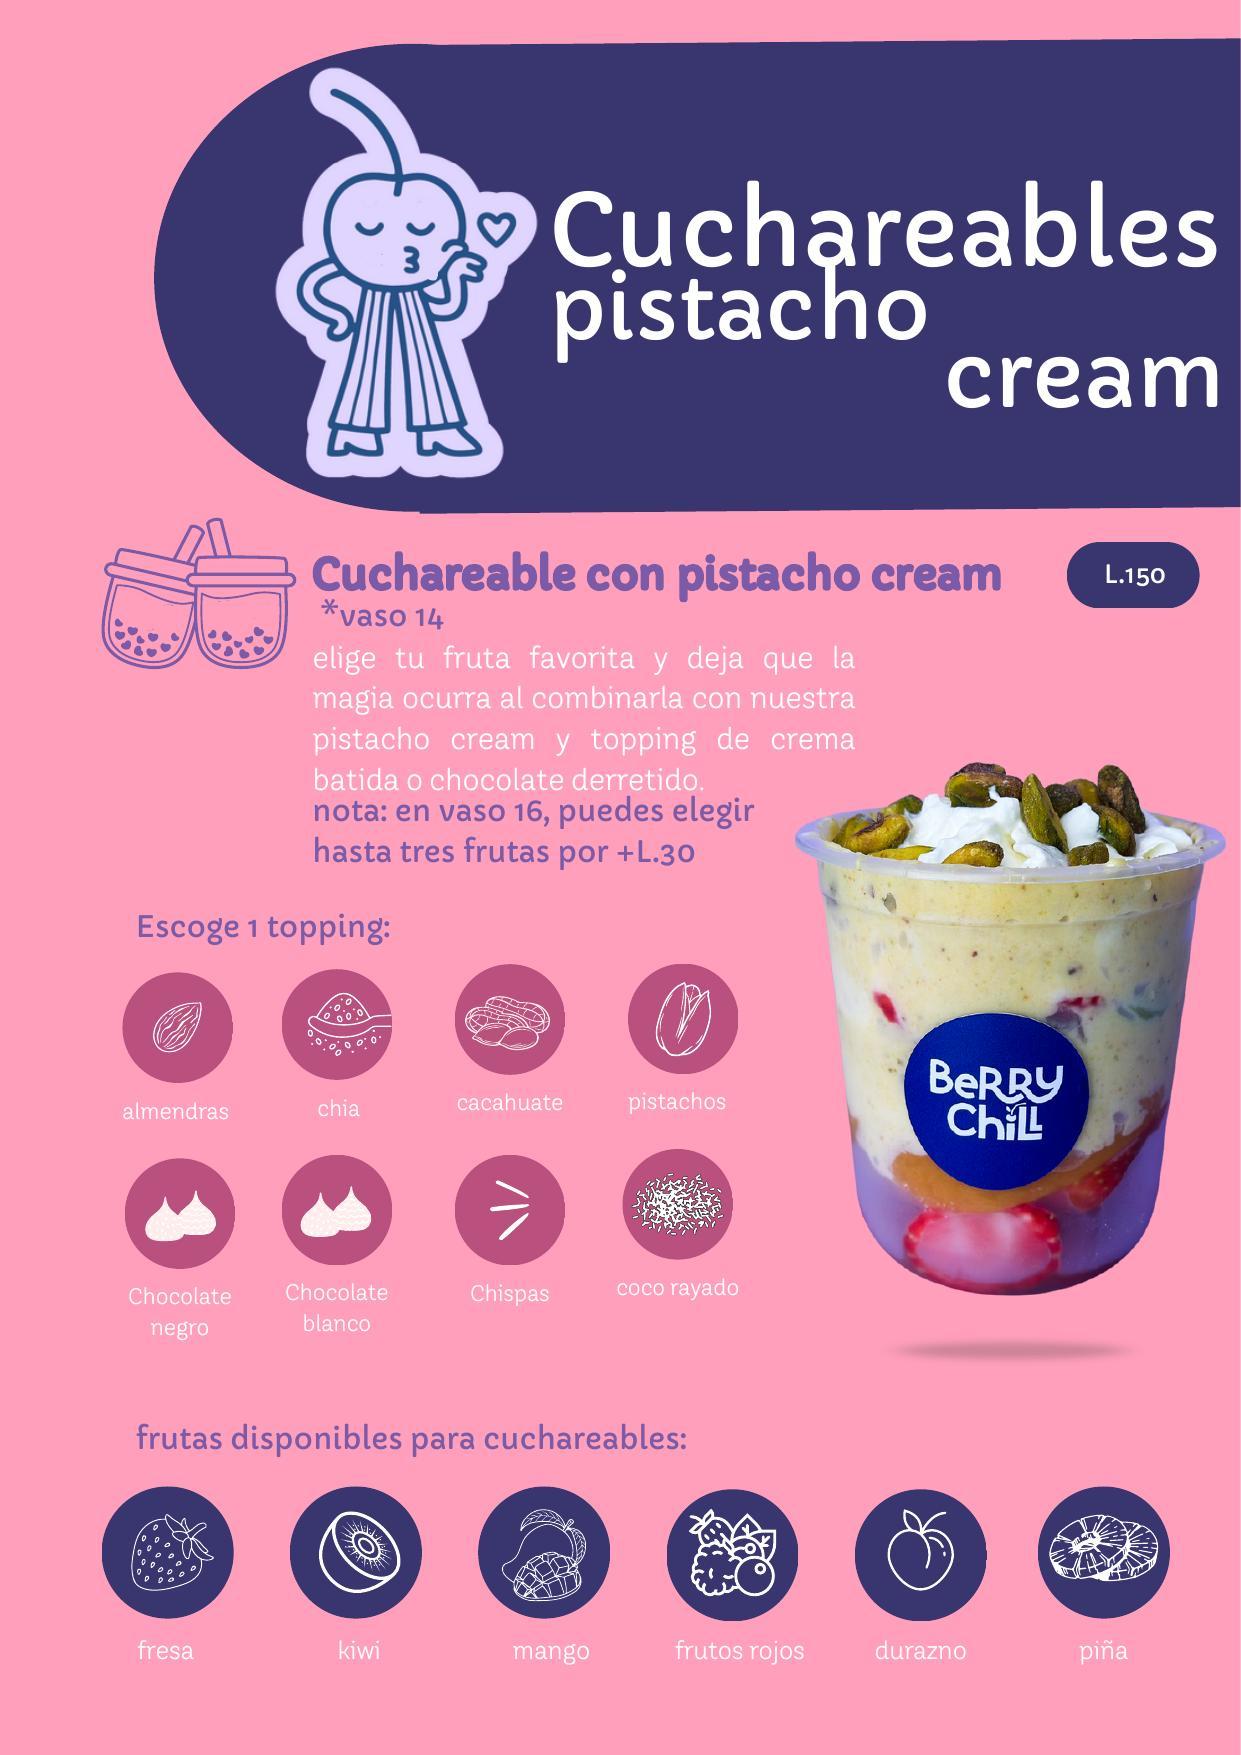 Cuchareables
pistacho
cream
Cuchareable con pistacho cream
L.150
*vaso 14
elige tu fruta favorita y deja que la
magia ocurra al combinarla con nuestra
pistacho cream y topping de crema
batida o chocolate derretido.
nota: en vaso 16, puedes elegir
hasta tres frutas por +L.30
Escoge 1 topping:
almendras
chia
cacahuate
pistachos
BeRRy
Chill
Chocolate
negro
Chocolate
blanco
Chispas
coco rayado
frutas disponibles para cuchareables:
fresa
kiwi
mango
frutos rojos
durazno
piña